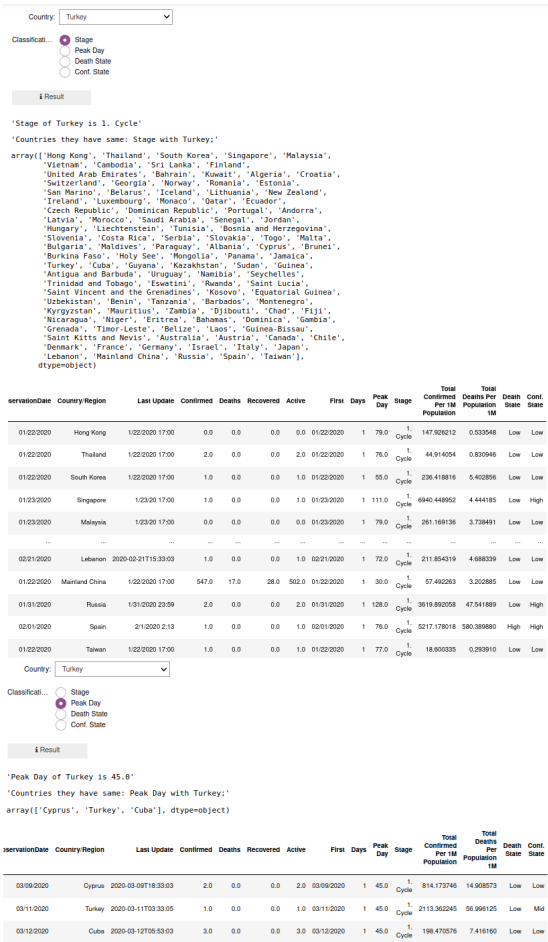 Country: Turkey
Classificati... Stage
Peak Day
Death State
Conf. State
i Result
'Stage of Turkey is 1. Cycle'
'Countries they have same: Stage with Turkey;'
array(['Hong Kong', 'Thailand', 'South Korea', 'Singapore', 'Malaysia',
'Vietnam', 'Cambodia', 'Sri Lanka', 'Finland',
'United Arab Emirates', 'Bahrain', 'Kuwait', 'Algeria', 'Croatia',
'Switzerland', 'Georgia', 'Norway', 'Romania', 'Estonia',
'San Marino', 'Belarus', 'Iceland', 'Lithuania', 'New Zealand',
'Ireland', 'Luxembourg', 'Monaco', 'Qatar', 'Ecuador',
'Czech Republic', 'Dominican Republic', 'Portugal', 'Andorra',
'Latvia', 'Morocco', 'Saudi Arabia', 'Senegal', 'Jordan',
'Hungary', 'Liechtenstein', 'Tunisia', 'Bosnia and Herzegovina',
'Slovenia', 'Costa Rica', 'Serbia', 'Slovakia', 'Togo', 'Malta',
'Bulgaria', 'Maldives', 'Paraguay', 'Albania', 'Cyprus', 'Brunei',
'Burkina Faso', 'Holy See', 'Mongolia', 'Panama', 'Jamaica',
'Turkey', 'Cuba', 'Guyana', 'Kazakhstan', 'Sudan', 'Guinea',
'Antigua and Barbuda', 'Uruguay', 'Namibia', 'Seychelles',
'Trinidad and Tobago', 'Eswatini', 'Rwanda', 'Saint Lucia',
'Saint Vincent and the Grenadines', 'Kosovo', 'Equatorial Guinea',
'Uzbekistan', 'Benin', 'Tanzania', 'Barbados', 'Montenegro',
'Kyrgyzstan', 'Mauritius', 'Zambia', 'Djibouti', 'Chad', 'Fiji',
'Nicaragua', 'Niger', 'Eritrea', 'Bahamas', 'Dominica', 'Gambia',
'Grenada', 'Timor-Leste', 'Belize', 'Laos', 'Guinea-Bissau',
'Saint Kitts and Nevis', 'Australia', 'Austria', 'Canada', 'Chile',
'Denmark', 'France', 'Germany', 'Israel', 'Italy', 'Japan',
'Lebanon', 'Mainland China', 'Russia', 'Spain', 'Taiwan'],
dtype=object)
servationDate Country/Region Last Update Confirmed Deaths Recovered Active First Days Peak Day Stage Total Confirmed Per 1M Population Total Deaths Per Population 1M Death State Conf. State
01/22/2020 Hong Kong 1/22/2020 17:00 0.0 0.0 0.0 0.0 01/22/2020 1 79.0 1. Cycle 147.926212 0.533548 Low Low
01/22/2020 Thailand 1/22/2020 17:00 2.0 0.0 0.0 2.0 01/22/2020 1 76.0 1. Cycle 44.914054 0.830946 Low Low
01/22/2020 South Korea 1/22/2020 17:00 1.0 0.0 0.0 1.0 01/22/2020 1 55.0 1. Cycle 236.418816 5.402856 Low Low
01/23/2020 Singapore 1/23/20 17:00 1.0 0.0 0.0 1.0 01/23/2020 1 111.0 1. Cycle 6940.448952 4.444185 Low High
01/23/2020 Malaysia 1/23/20 17:00 0.0 0.0 0.0 0.0 01/23/2020 1 79.0 1. Cycle 261.169136 3.738491 Low Low
... ... ... ... ... ... ... ... ... ... ... ... ... ... ...
02/21/2020 Lebanon 2020-02-21T15:33:03 1.0 0.0 0.0 1.0 02/21/2020 1 72.0 1. Cycle 211.854319 4.688339 Low Low
01/22/2020 Mainland China 1/22/2020 17:00 547.0 17.0 28.0 502.0 01/22/2020 1 30.0 1. Cycle 57.492263 3.202885 Low Low
01/31/2020 Russia 1/31/2020 23:59 2.0 0.0 0.0 2.0 01/31/2020 1 128.0 1. Cycle 3619.892058 47.541889 Low High
02/01/2020 Spain 2/1/2020 2:13 1.0 0.0 0.0 1.0 02/01/2020 1 76.0 1. Cycle 5217.178018 580.389880 High High
01/22/2020 Taiwan 1/22/2020 17:00 1.0 0.0 0.0 1.0 01/22/2020 1 77.0 1. Cycle 18.600335 0.293910 Low Low
Country: Turkey
Classificati... Stage
Peak Day
Death State
Conf. State
i Result
'Peak Day of Turkey is 45.0'
'Countries they have same: Peak Day with Turkey;'
array(['Cyprus', 'Turkey', 'Cuba'], dtype=object)
servationDate Country/Region Last Update Confirmed Deaths Recovered Active First Days Peak Day Stage Total Confirmed Per 1M Population Total Deaths Per Population 1M Death State Conf. State
03/09/2020 Cyprus 2020-03-09T18:33:03 2.0 0.0 0.0 2.0 03/09/2020 1 45.0 1. Cycle 814.173746 14.908573 Low Low
03/11/2020 Turkey 2020-03-11T03:33:05 1.0 0.0 0.0 1.0 03/11/2020 1 45.0 1. Cycle 2113.362245 56.996125 Low Mid
03/12/2020 Cuba 2020-03-12T05:53:03 3.0 0.0 0.0 3.0 03/12/2020 1 45.0 1. Cycle 198.470576 7.416160 Low Low